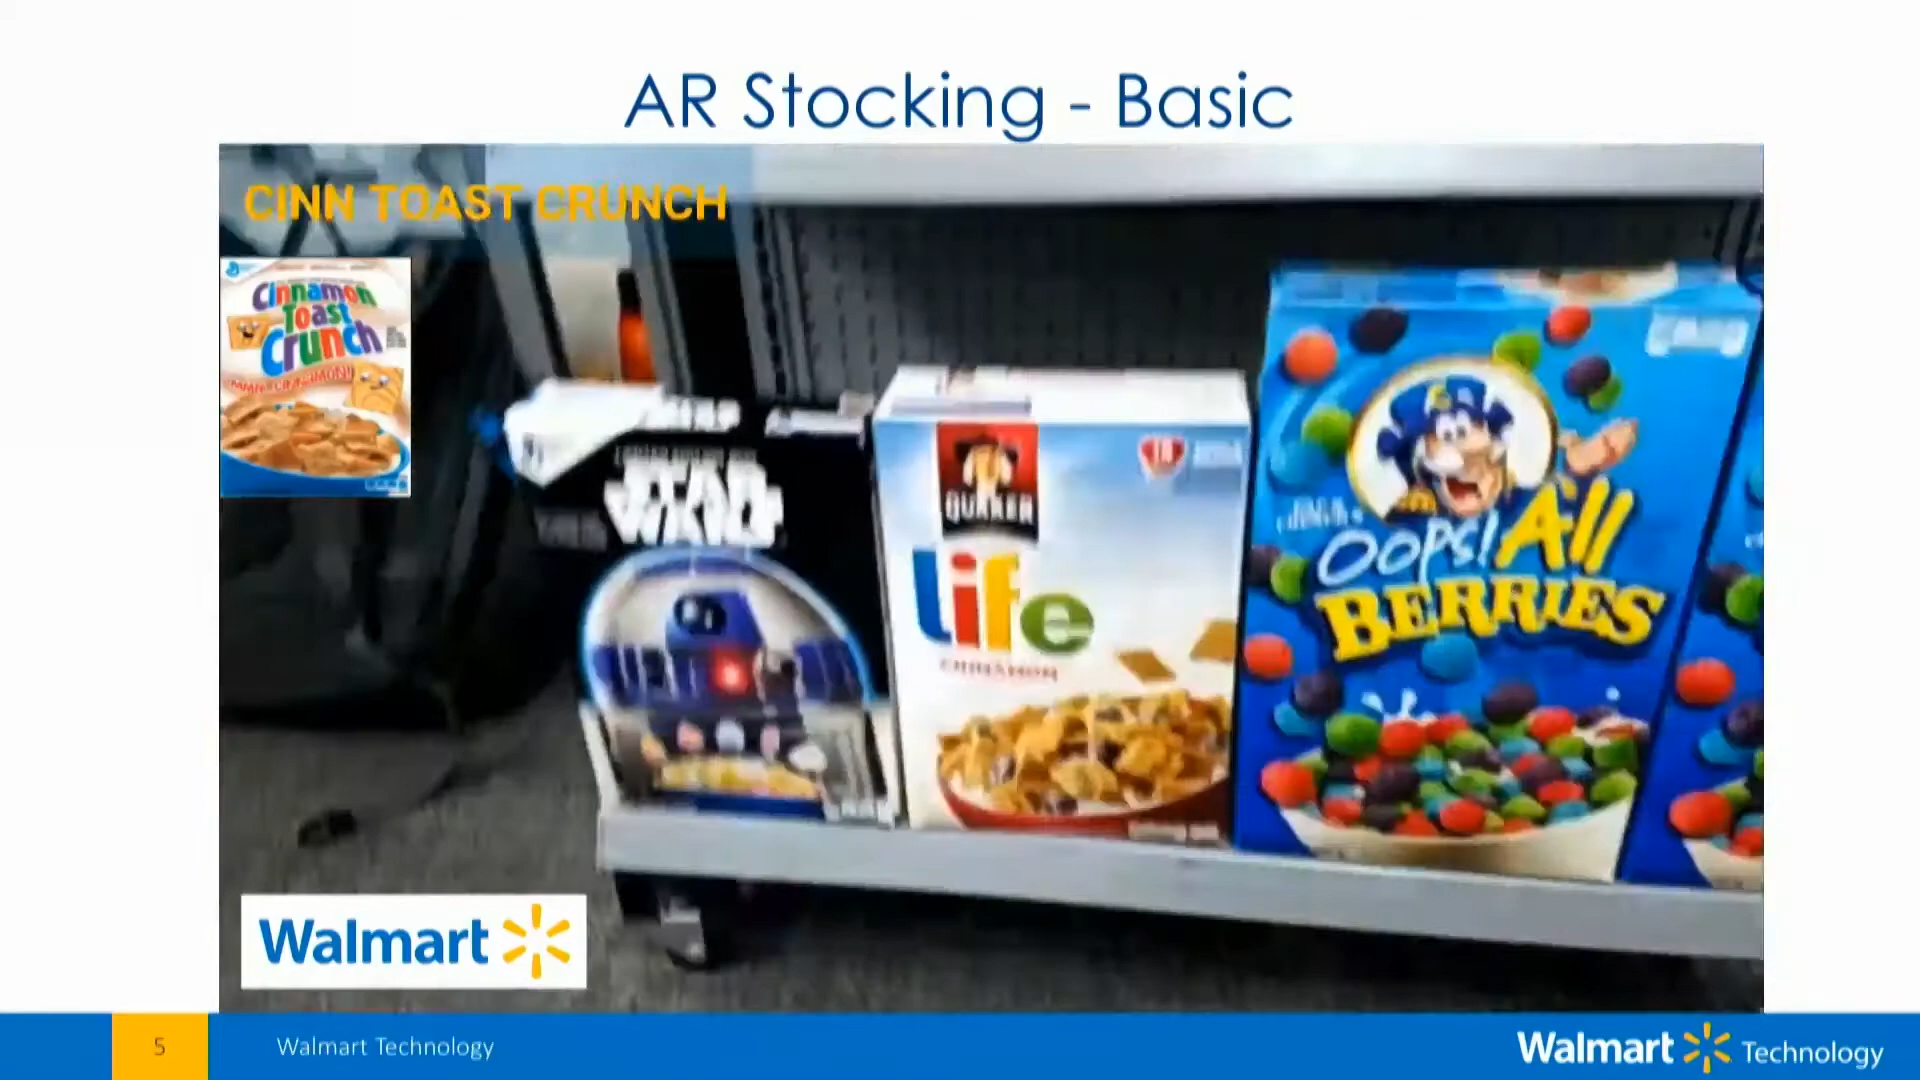 AR Stocking - Basic
CINN TOAST CRUNCH
Cinnamon
Toast
Crunch
STAR
WARS
QUAKER
Life
CINNAMON
Oops! All
BERRIES
Walmart
5
Walmart Technology
Walmart Technology